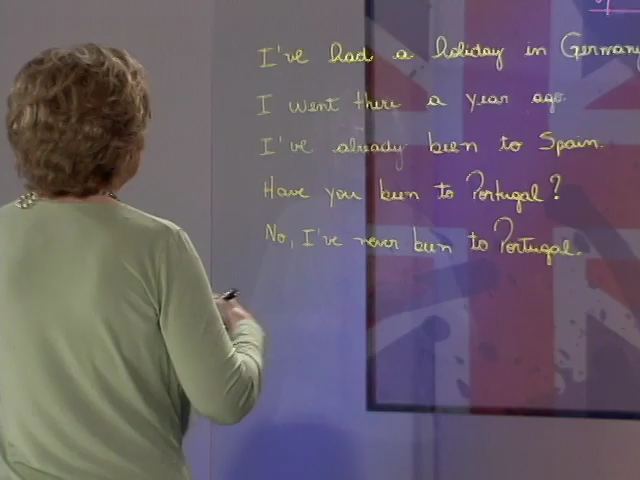 I've had a holiday in Germany
I went there a year ago.
I've already been to Spain.
Have you been to Portugal?
No, I've never been to Portugal.